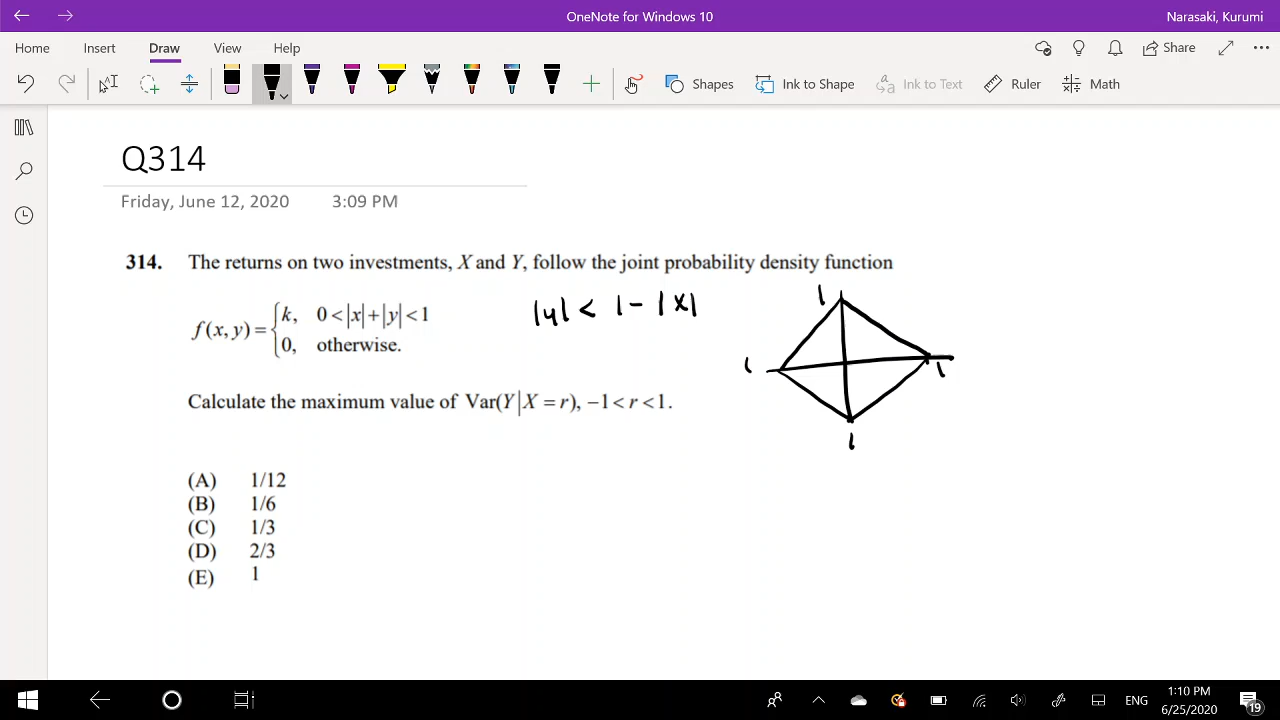 OneNote for Windows 10
Narasaki, Kurumi
Home Insert Draw View Help
Share
Shapes Ink to Shape Ink to Text Ruler Math
Q314
Friday, June 12, 2020 3:09 PM
314. The returns on two investments, X and Y, follow the joint probability density function
f(x, y) = { k, 0 < |x| + |y| < 1
0, otherwise.
|y| < 1 - |x|
1
1
1
1
Calculate the maximum value of Var(Y|X = r), −1 < r < 1.
(A) 1/12
(B) 1/6
(C) 1/3
(D) 2/3
(E) 1
ENG
1:10 PM
6/25/2020
19